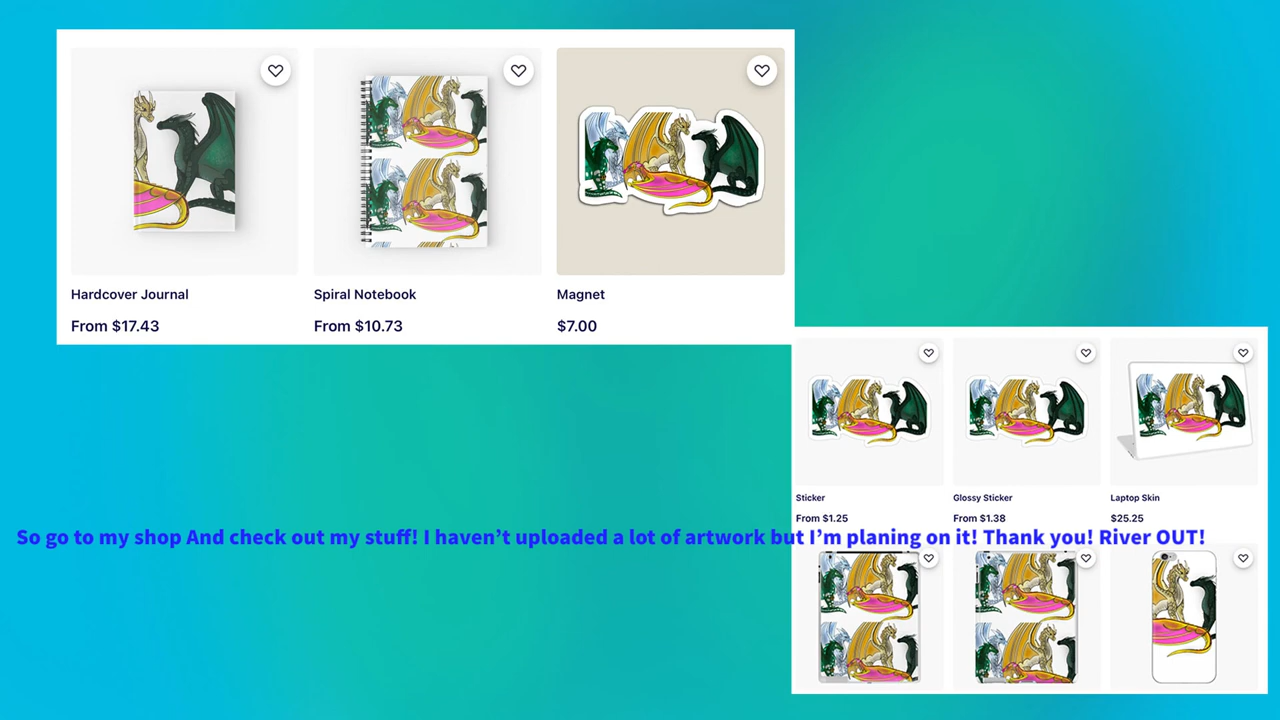 Hardcover Journal
Spiral Notebook
Magnet
From $17.43
From $10.73
$7.00
Sticker
Glossy Sticker
Laptop Skin
From $1.25
From $1.38
$25.25
So go to my shop And check out my stuff! I haven’t uploaded a lot of artwork but I’m planing on it! Thank you! River OUT!